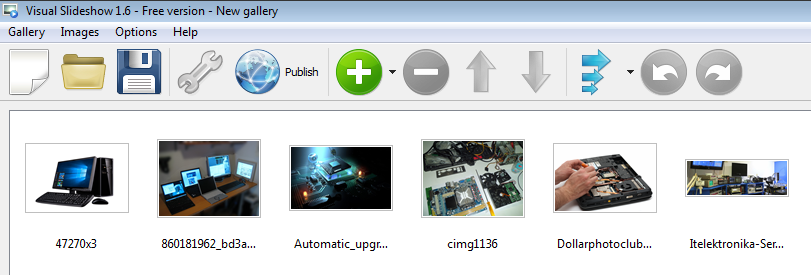 Visual Slideshow 1.6 - Free version - New gallery
Gallery Images Options Help
Publish
47270x3 860181962_bd3a... Automatic_upgr... cimg1136 Dollarphotoclub... Itelektronika-Ser...